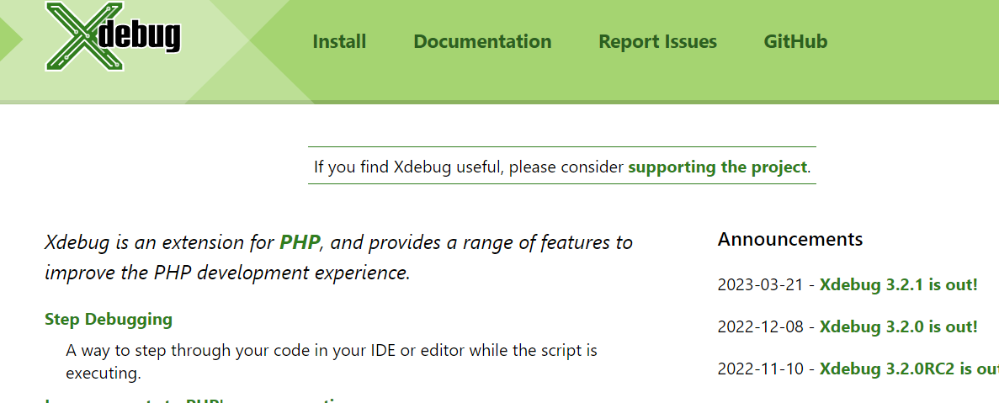 Xdebug
Install Documentation Report Issues GitHub
If you find Xdebug useful, please consider supporting the project.
Xdebug is an extension for PHP, and provides a range of features to
improve the PHP development experience.
Step Debugging
A way to step through your code in your IDE or editor while the script is
executing.
Announcements
2023-03-21 - Xdebug 3.2.1 is out!
2022-12-08 - Xdebug 3.2.0 is out!
2022-11-10 - Xdebug 3.2.0RC2 is